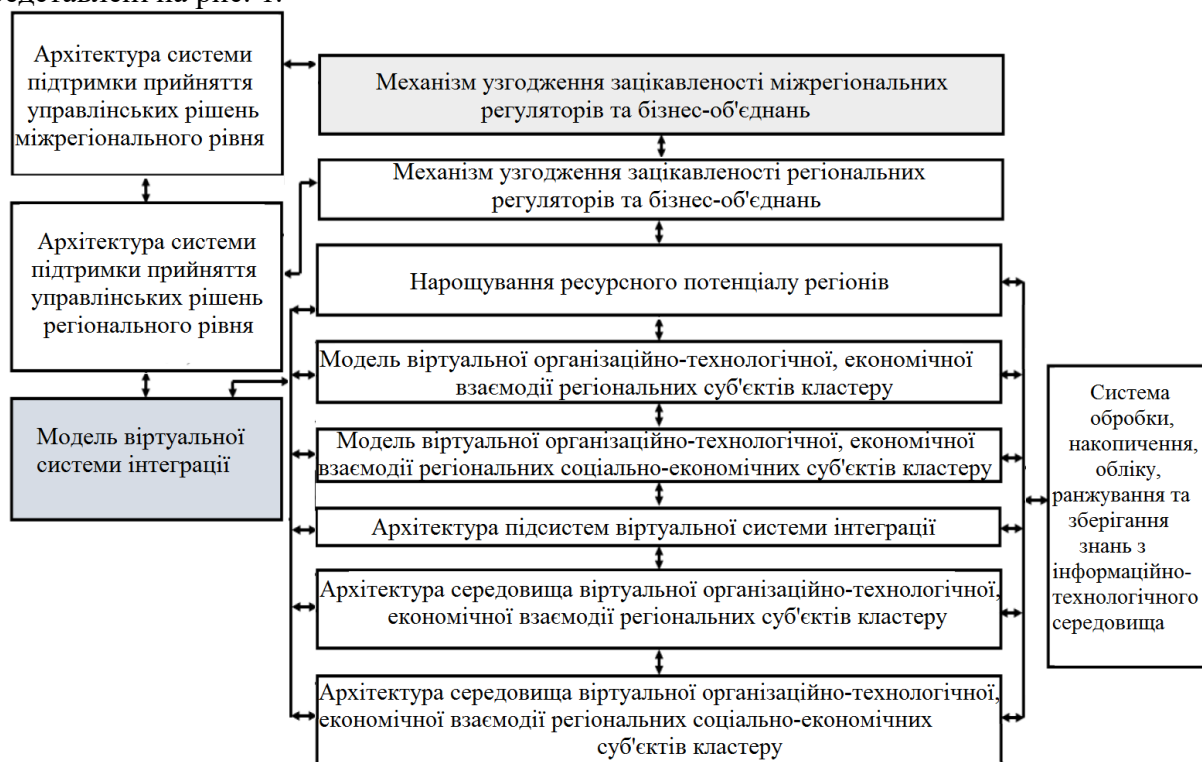 на рис. 1.
Архітектура системи
підтримки прийняття
управлінських рішень
міжрегіонального рівня
Механізм узгодження зацікавленості міжрегіональних
регуляторів та бізнес-об'єднань
Механізм узгодження зацікавленості регіональних
регуляторів та бізнес-об'єднань
Архітектура системи
підтримки прийняття
управлінських рішень
регіонального рівня
Нарощування ресурсного потенціалу регіонів
Модель віртуальної організаційно-технологічної, економічної
взаємодії регіональних суб'єктів кластеру
Модель віртуальної
системи інтеграції
Модель віртуальної організаційно-технологічної, економічної
взаємодії регіональних соціально-економічних суб'єктів кластеру
Архітектура підсистем віртуальної системи інтеграції
Архітектура середовища віртуальної організаційно-технологічної,
економічної взаємодії регіональних суб'єктів кластеру
Архітектура середовища віртуальної організаційно-технологічної,
економічної взаємодії регіональних соціально-економічних
суб'єктів кластеру
Система
обробки,
накопичення,
обліку,
ранжування та
зберігання
знань з
інформаційно-
технологічного
середовища